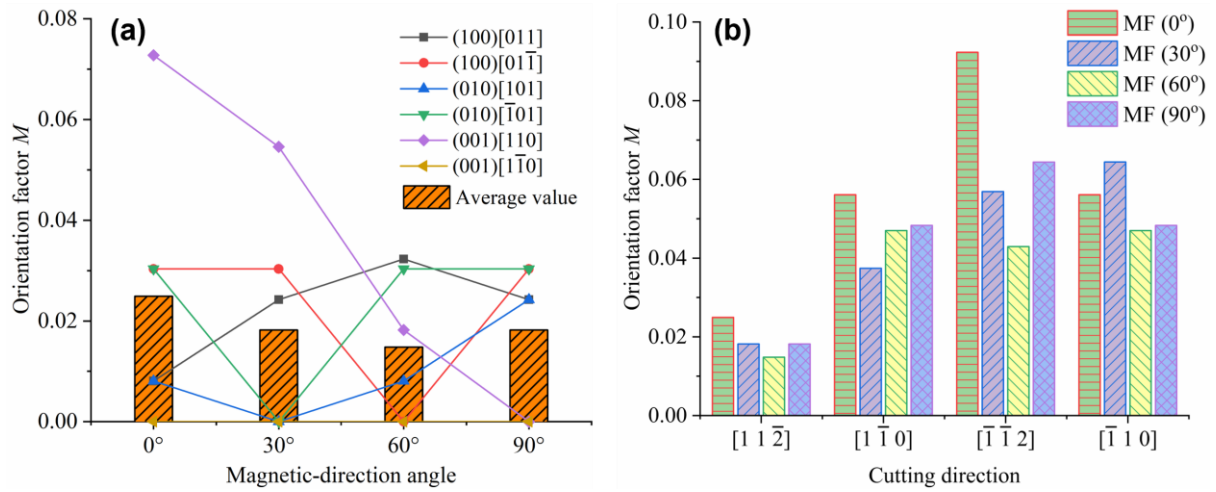 (a)
0.08
0.06
0.04
0.02
0.00
Orientation factor M
(100)[011]
(100)[011̅]
(010)[101]
(010)[1̅01]
(001)[110]
(001)[11̅0]
Average value
0°
30°
60°
90°
Magnetic-direction angle
(b)
0.10
0.10
0.06
0.04
0.02
0.00
Orientation factor M
MF (0°)
MF (30°)
MF (60°)
MF (90°)
[1 1 2̅]
[1 1̅ 0]
[1̅ 1̅ 2]
[1̅ 1 0]
Cutting direction